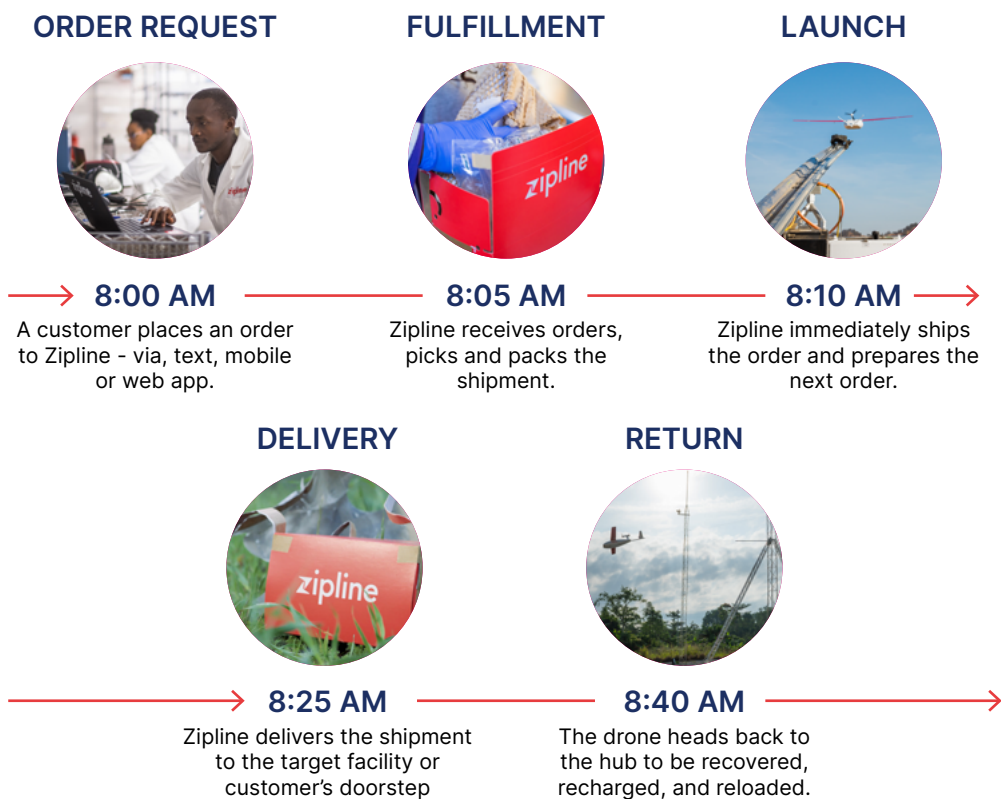 ORDER REQUEST
FULFILLMENT
LAUNCH
zipline
8:00 AM
8:05 AM
8:10 AM
A customer places an order
to Zipline - via, text, mobile
or web app.
Zipline receives orders,
picks and packs the
shipment.
Zipline immediately ships
the order and prepares the
next order.
DELIVERY
RETURN
zipline
8:25 AM
8:40 AM
Zipline delivers the shipment
to the target facility or
customer's doorstep
The drone heads back to
the hub to be recovered,
recharged, and reloaded.